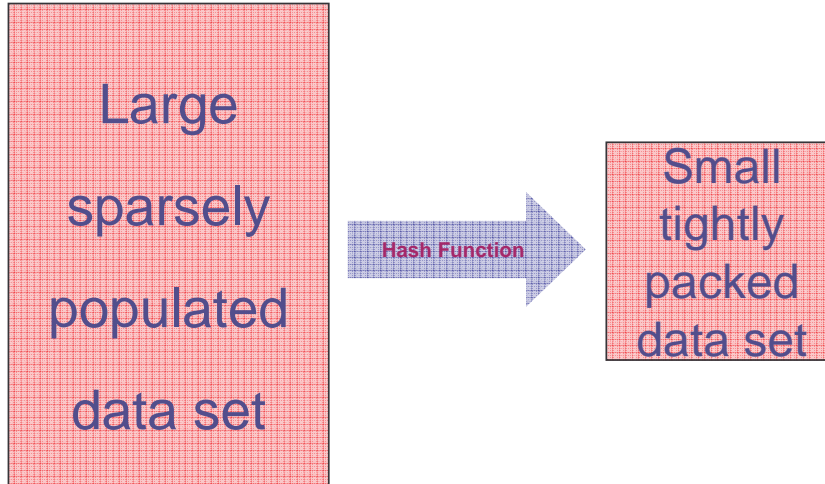 Large
sparsely
populated
data set
Hash Function
Small
tightly
packed
data set